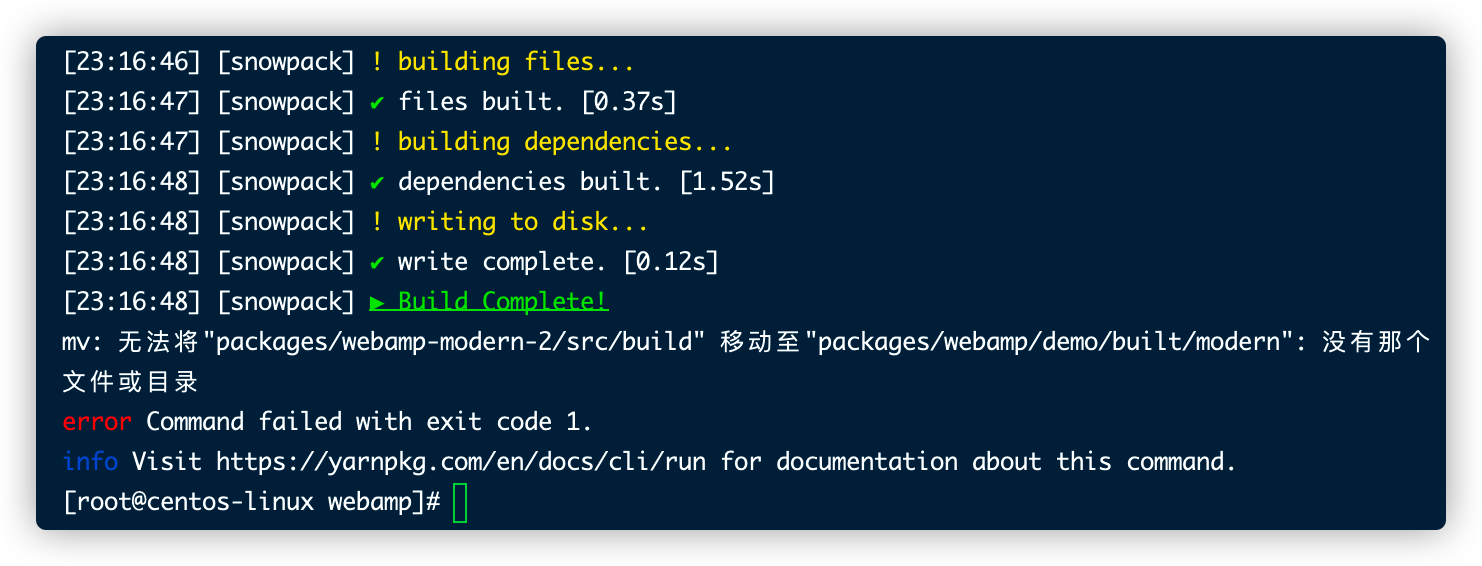 [23:16:46] [snowpack] ! building files...
[23:16:47] [snowpack] ✔ files built. [0.37s]
[23:16:47] [snowpack] ! building dependencies...
[23:16:48] [snowpack] ✔ dependencies built. [1.52s]
[23:16:48] [snowpack] ! writing to disk...
[23:16:48] [snowpack] ✔ write complete. [0.12s]
[23:16:48] [snowpack] ▶ Build Complete!
mv: 无法将"packages/webamp-modern-2/src/build" 移动至"packages/webamp/demo/built/modern": 没有那个
文件或目录
error Command failed with exit code 1.
info Visit https://yarnpkg.com/en/docs/cli/run for documentation about this command.
[root@centos-linux webamp]#